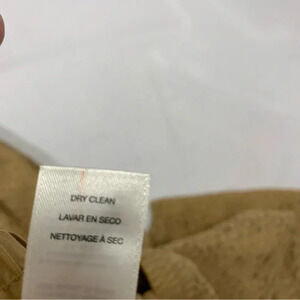 DRY CLEAN
LAVAR EN SECO
NETTOYAGE À SEC